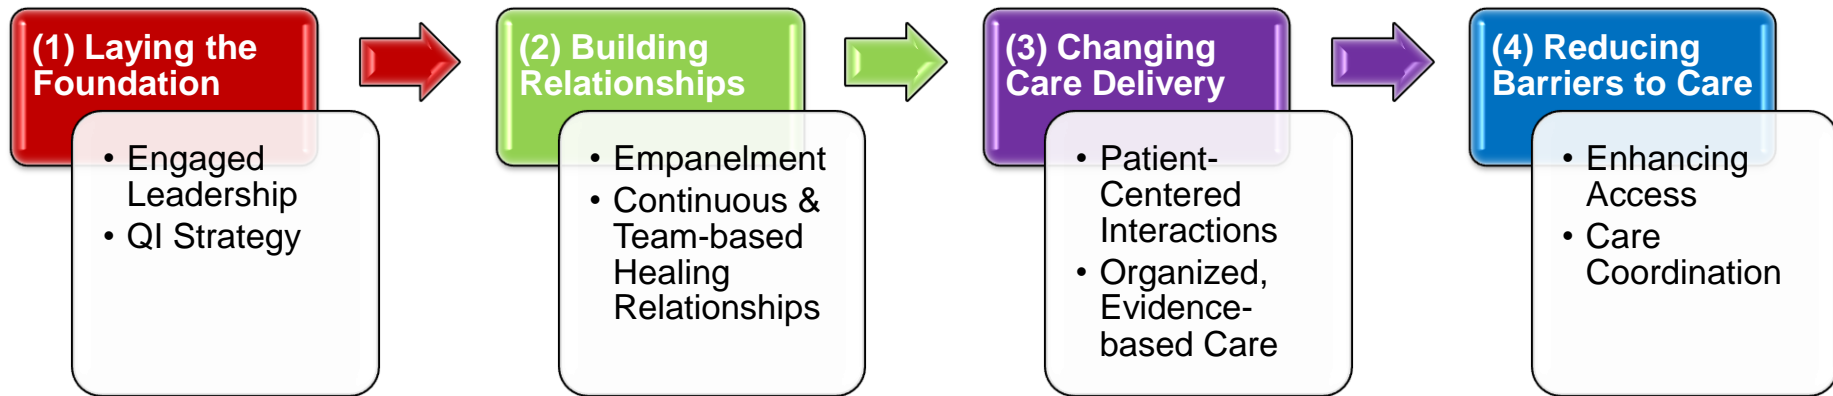 (1) Laying the
Foundation
• Engaged
Leadership
• QI Strategy
(2) Building
Relationships
• Empanelment
• Continuous &
Team-based
Healing
Relationships
(3) Changing
Care Delivery
• Patient-
Centered
Interactions
• Organized,
Evidence-
based Care
(4) Reducing
Barriers to Care
• Enhancing
Access
• Care
Coordination